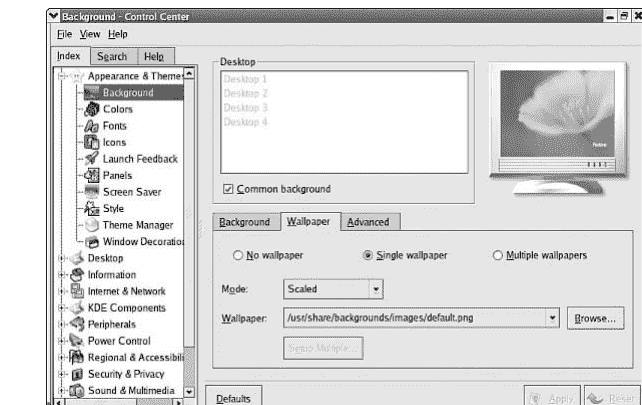 Background - Control Center
File View Help
Index Search Help
Appearance & Themes
Background
Colors
Fonts
Icons
Launch Feedback
Panels
Screen Saver
Style
Theme Manager
Window Decoratio
Desktop
Information
Internet & Network
KDE Components
Peripherals
Power Control
Regional & Accessibili
Security & Privacy
Sound & Multimedia
Desktop
Desktop 1
Desktop 2
Desktop 3
Desktop 4
Common background
Background Wallpaper Advanced
No wallpaper Single wallpaper Multiple wallpapers
Mode: Scaled
Wallpaper: /usr/share/backgrounds/images/default.png Browse...
Setup Multiple...
Defaults Apply Reset